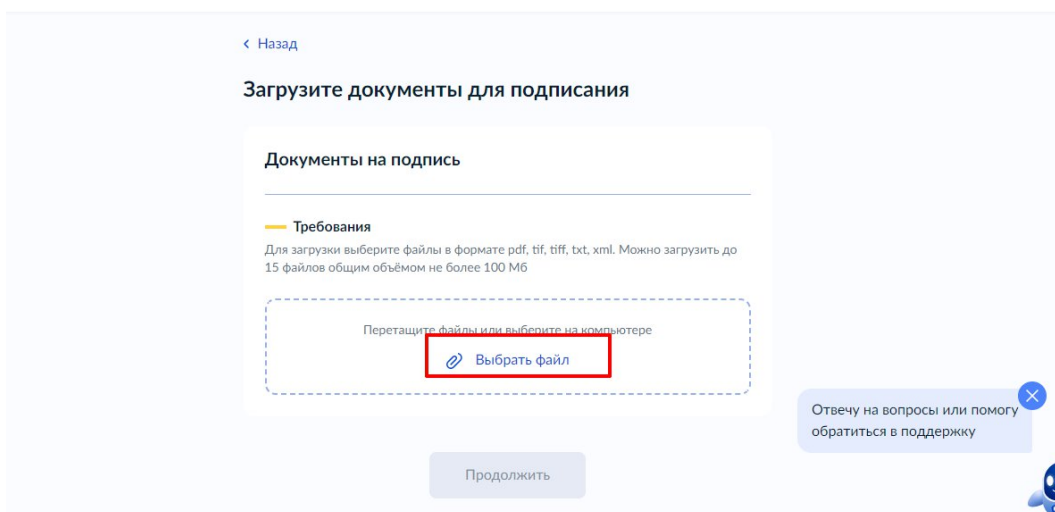 Назад
Загрузите документы для подписания
Документы на подпись
Требования
Для загрузки выберите файлы в формате pdf, tif, tiff, txt, xml. Можно загрузить до
15 файлов общим объёмом не более 100 Мб
Перетащите файлы или выберите на компьютере
Выбрать файл
Отвечу на вопросы или помогу
обратиться в поддержку
Продолжить